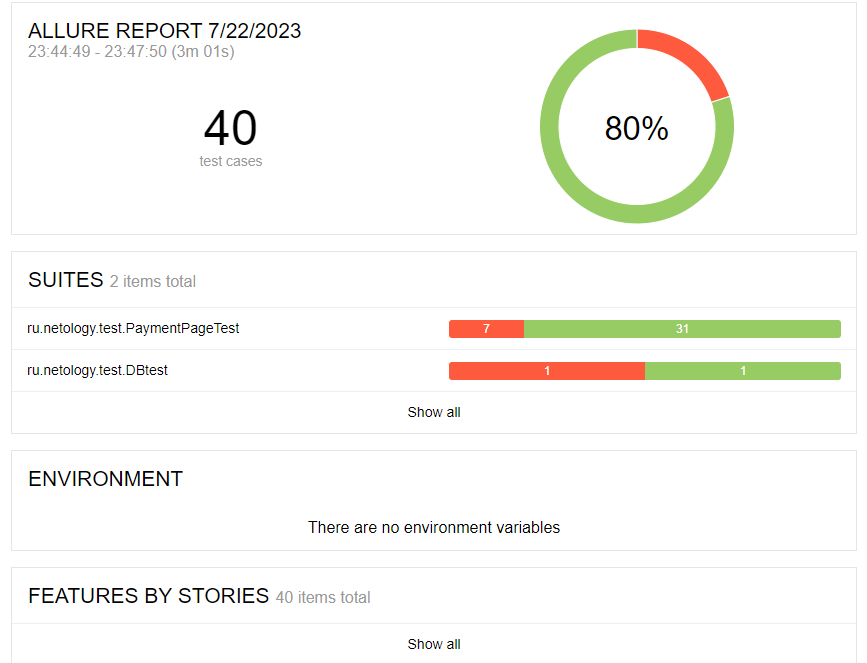 ALLURE REPORT 7/22/2023
23:44:49 - 23:47:50 (3m 01s)
40
test cases
80%
SUITES 2 items total
ru.netology.test.PaymentPageTest 7 31
ru.netology.test.DBtest 1 1
Show all
ENVIRONMENT
There are no environment variables
FEATURES BY STORIES 40 items total
Show all